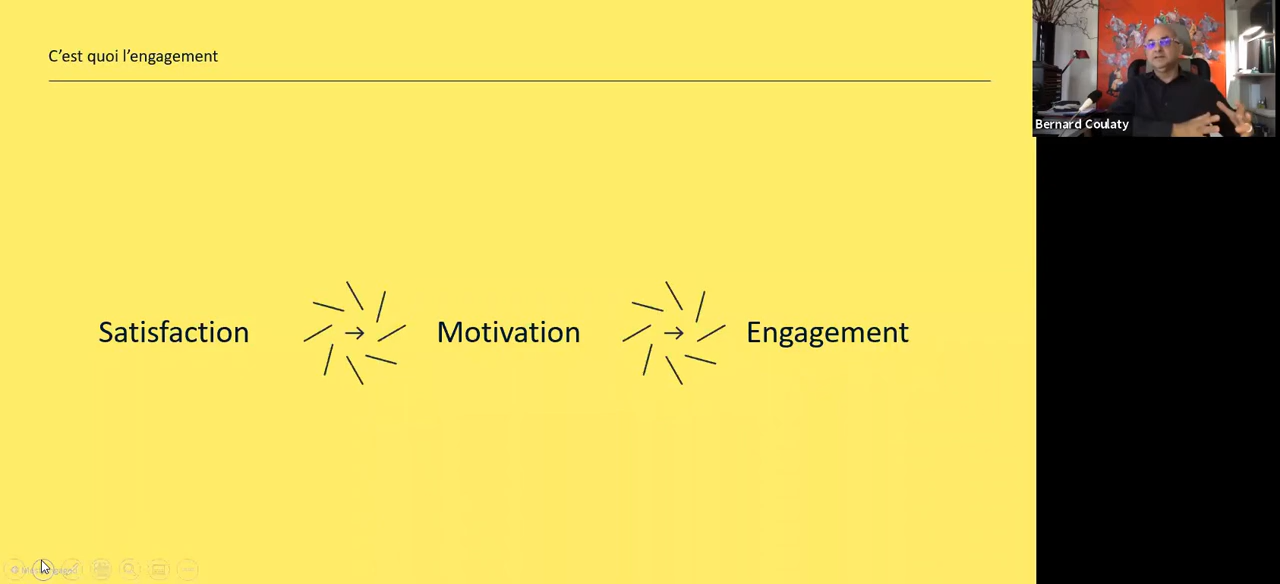 C’est quoi l’engagement
Bernard Coulaty
Satisfaction → Motivation → Engagement